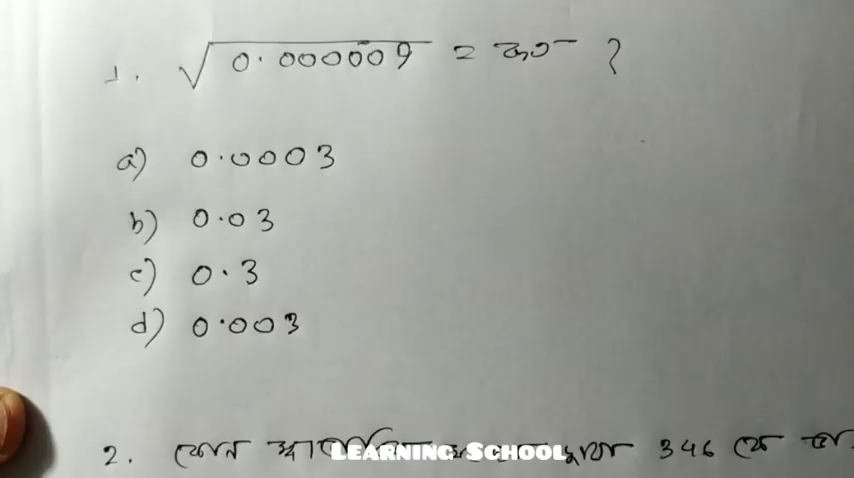 1. √0.000009 = কত ?
a) 0.0003
b) 0.03
c) 0.3
d) 0.003
2. কোন 346 কে
Learning School